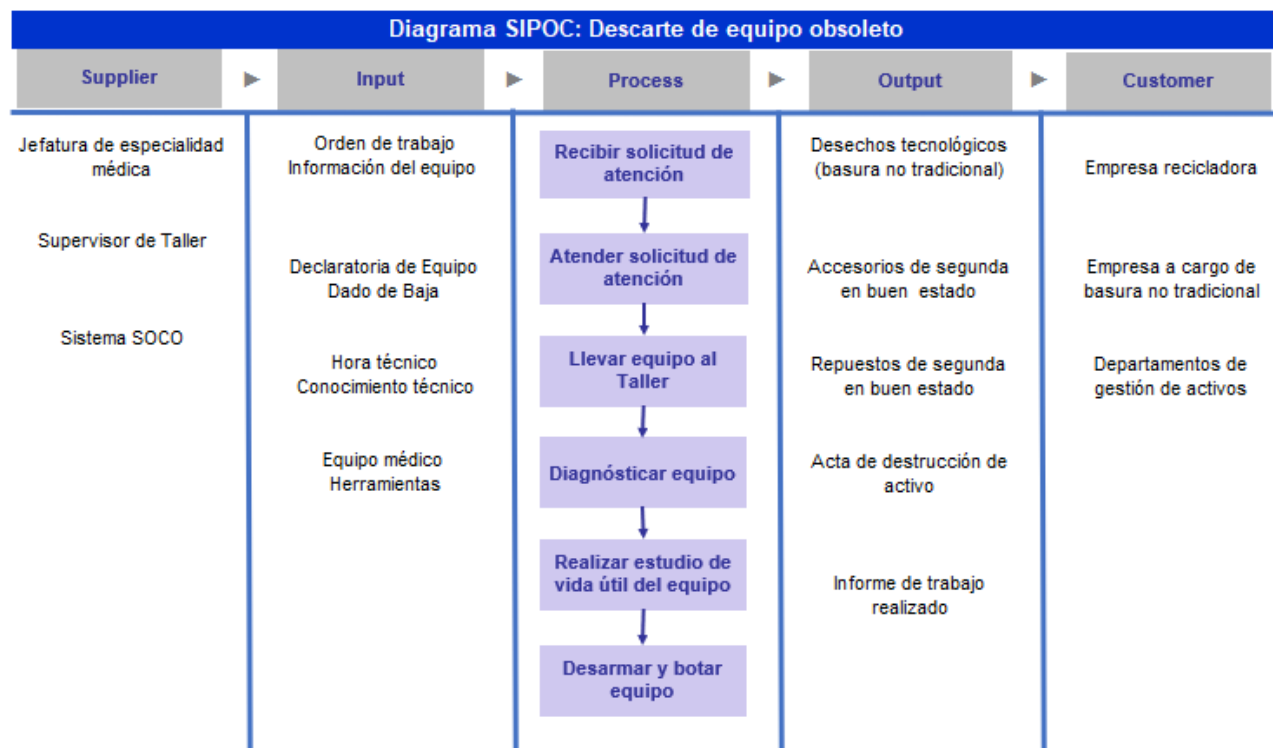 Diagrama SIPOC: Descarte de equipo obsoleto
Supplier
Input
Process
Output
Customer
Jefatura de especialidad
médica
Supervisor de Taller
Sistema SOCO
Orden de trabajo
Información del equipo
Declaratoria de Equipo
Dado de Baja
Hora técnico
Conocimiento técnico
Equipo médico
Herramientas
Recibir solicitud de
atención
Atender solicitud de
atención
Llevar equipo al
Taller
Diagnósticar equipo
Realizar estudio de
vida útil del equipo
Desarmar y botar
equipo
Desechos tecnológicos
(basura no tradicional)
Accesorios de segunda
en buen estado
Repuestos de segunda
en buen estado
Acta de destrucción de
activo
Informe de trabajo
realizado
Empresa recicladora
Empresa a cargo de
basura no tradicional
Departamentos de
gestión de activos